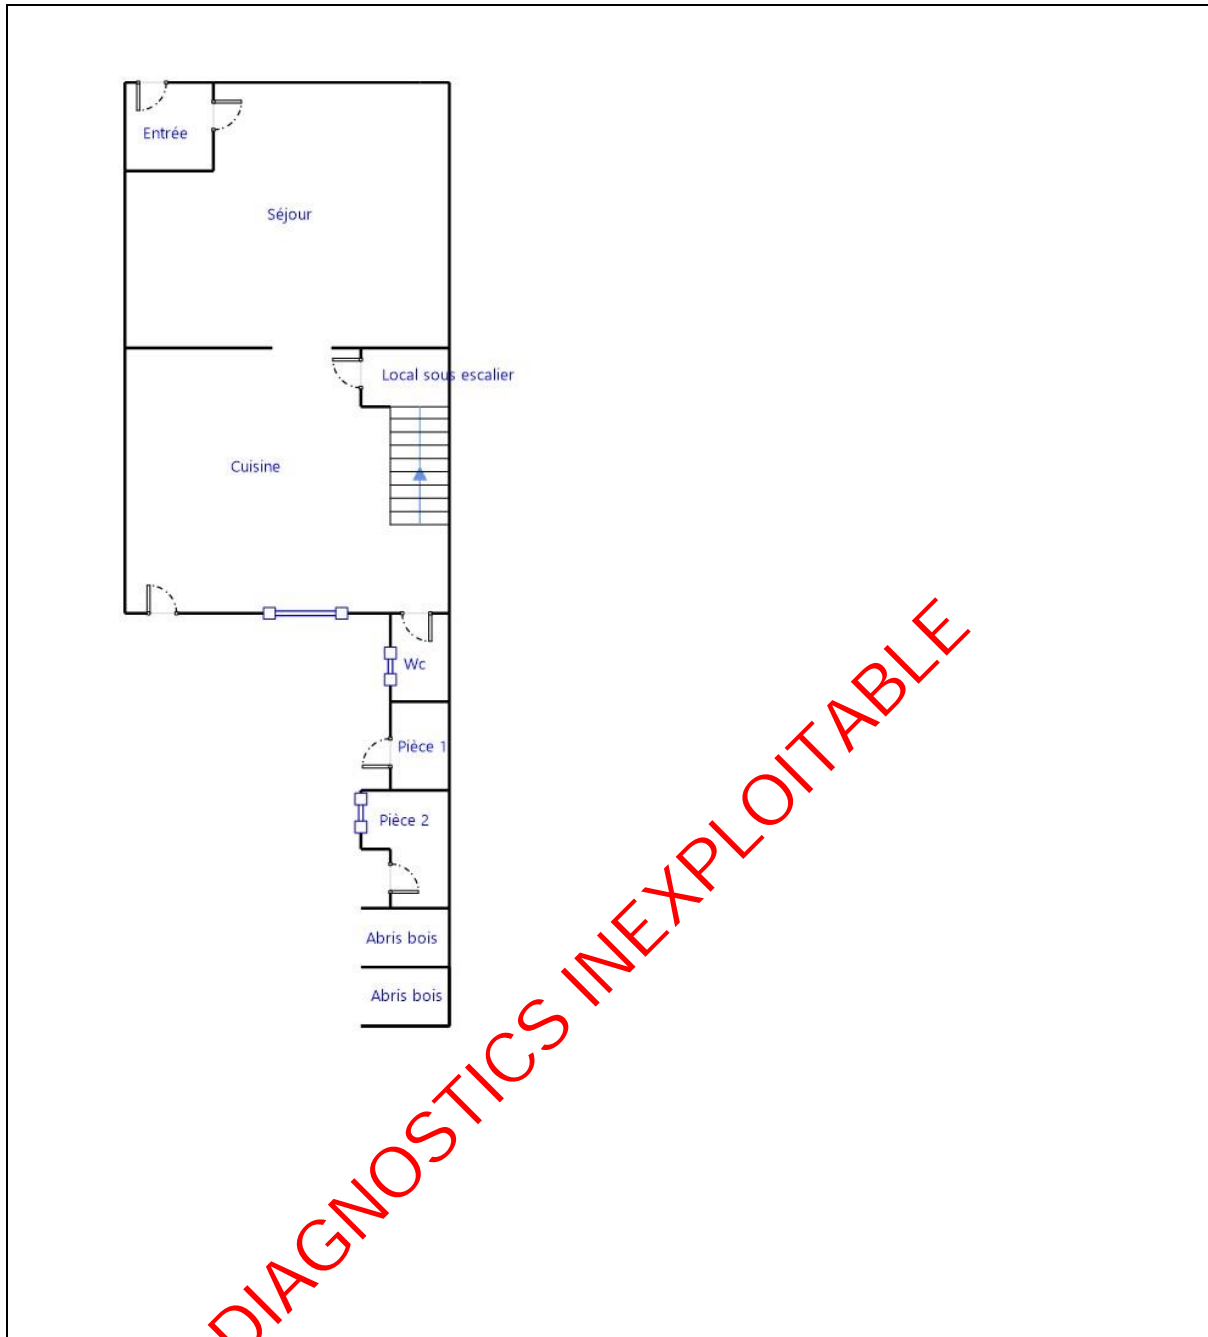 Entrée
Séjour
Local sous escalier
Cuisine
Wc
Pièce 1
Pièce 2
Abris bois
Abris bois
DIAGNOSTICS INEXPLOITABLE